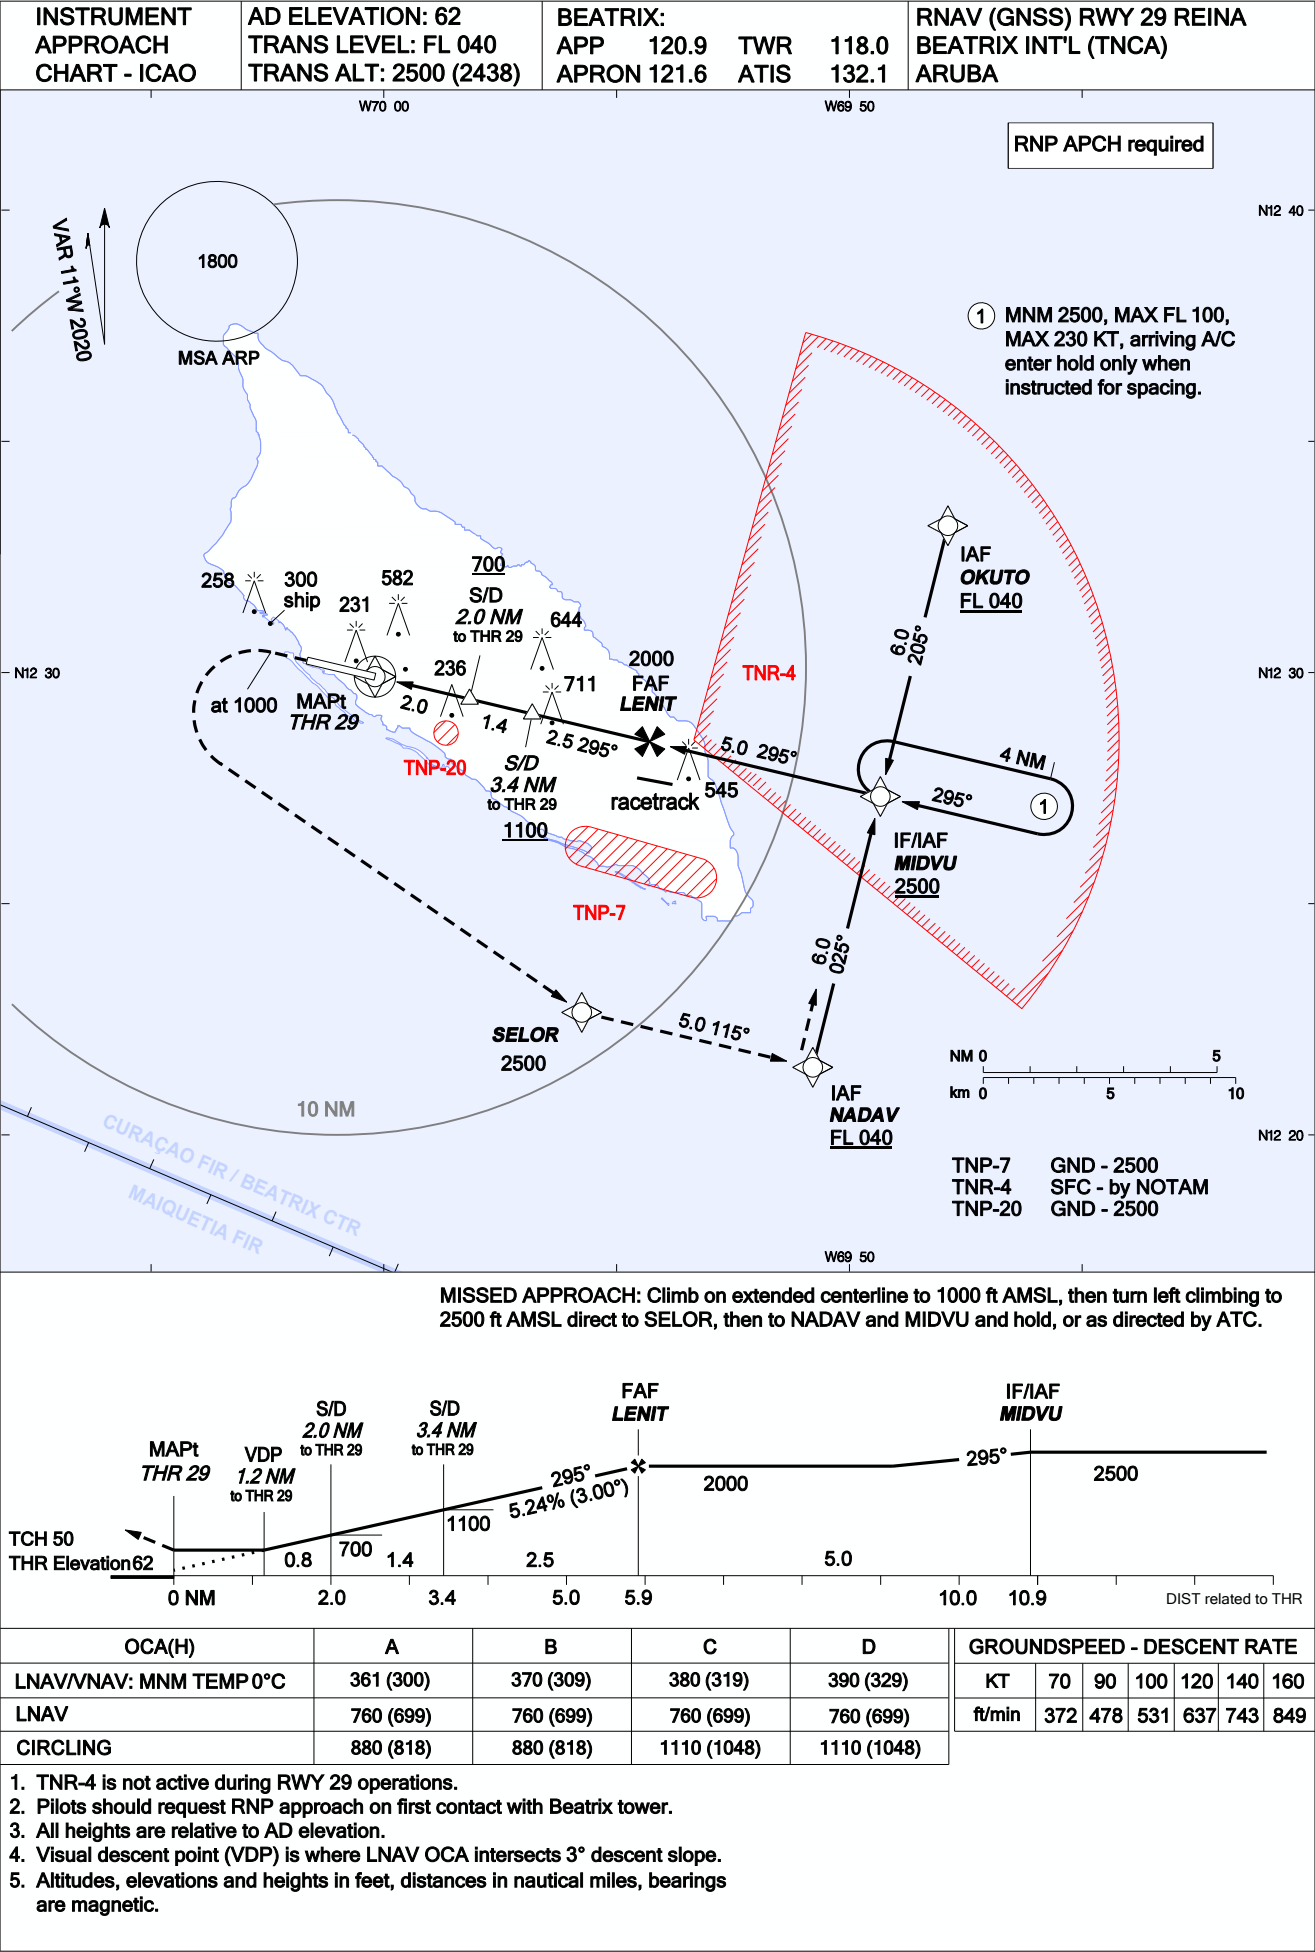 INSTRUMENT
APPROACH
CHART - ICAO
AD ELEVATION: 62
TRANS LEVEL: FL 040
TRANS ALT: 2500 (2438)
BEATRIX:
APP 120.9 TWR 118.0
APRON 121.6 ATIS 132.1
RNAV (GNSS) RWY 29 REINA
BEATRIX INT'L (TNCA)
ARUBA
W70 00
W69 50
RNP APCH required
N12 40
VAR 11°W 2020
1800
MSA ARP
1 MNM 2500, MAX FL 100,
MAX 230 KT, arriving A/C
enter hold only when
instructed for spacing.
IAF
OKUTO
FL 040
6.0
205°
258
300
ship
231
582
700
S/D
2.0 NM
to THR 29
644
236
711
2000
FAF
LENIT
TNR-4
N12 30
N12 30
at 1000
MAPt
THR 29
2.0
1.4
2.5 295°
5.0 295°
TNP-20
S/D
3.4 NM
to THR 29
1100
racetrack
545
4 NM
295°
1
IF/IAF
MIDVU
2500
TNP-7
6.0
025°
SELOR
2500
5.0 115°
IAF
NADAV
FL 040
NM 0 5
km 0 5 10
10 NM
CURAÇAO FIR / BEATRIX CTR
MAIQUETIA FIR
N12 20
TNP-7 GND - 2500
TNR-4 SFC - by NOTAM
TNP-20 GND - 2500
W69 50
MISSED APPROACH: Climb on extended centerline to 1000 ft AMSL, then turn left climbing to
2500 ft AMSL direct to SELOR, then to NADAV and MIDVU and hold, or as directed by ATC.
MAPt
THR 29
VDP
1.2 NM
to THR 29
S/D
2.0 NM
to THR 29
S/D
3.4 NM
to THR 29
FAF
LENIT
IF/IAF
MIDVU
295°
5.24% (3.00°)
2000
295°
2500
TCH 50
THR Elevation 62
700
1100
0.8
1.4
2.5
5.0
0 NM 2.0 3.4 5.0 5.9 10.0 10.9
DIST related to THR
OCA(H) A B C D
LNAV/VNAV: MNM TEMP 0°C 361 (300) 370 (309) 380 (319) 390 (329)
LNAV 760 (699) 760 (699) 760 (699) 760 (699)
CIRCLING 880 (818) 880 (818) 1110 (1048) 1110 (1048)
GROUNDSPEED - DESCENT RATE
KT 70 90 100 120 140 160
ft/min 372 478 531 637 743 849
1. TNR-4 is not active during RWY 29 operations.
2. Pilots should request RNP approach on first contact with Beatrix tower.
3. All heights are relative to AD elevation.
4. Visual descent point (VDP) is where LNAV OCA intersects 3° descent slope.
5. Altitudes, elevations and heights in feet, distances in nautical miles, bearings
are magnetic.